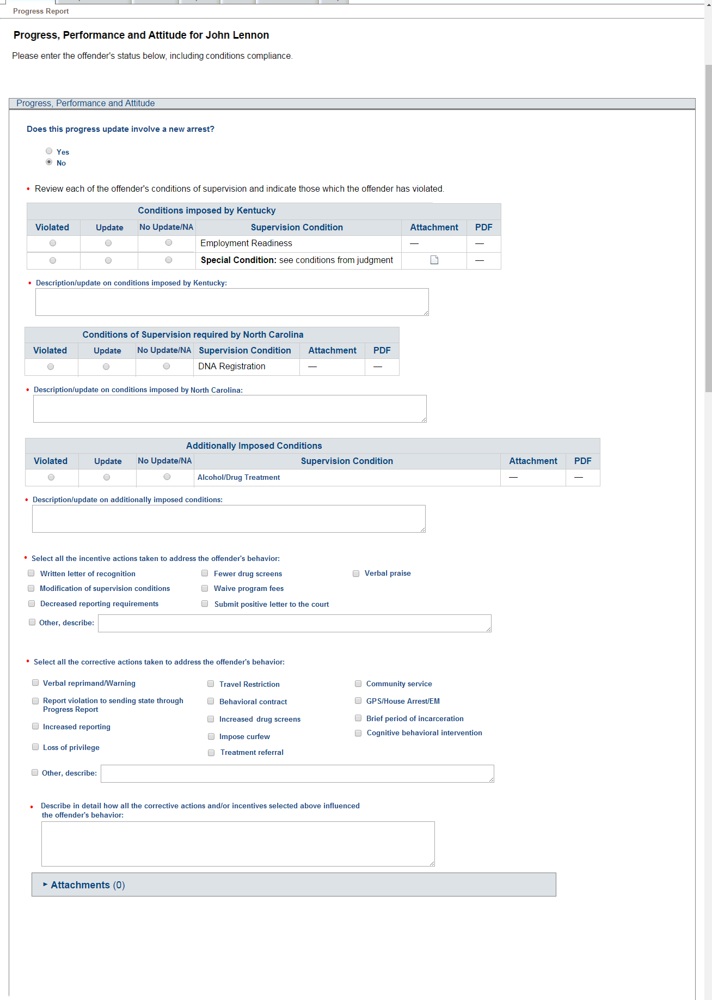 Progress Report
Progress, Performance and Attitude for John Lennon
Please enter the offender's status below, including conditions compliance.
Progress, Performance and Attitude
Does this progress update involve a new arrest?
Yes
No
• Review each of the offender's conditions of supervision and indicate those which the offender has violated.
Conditions imposed by Kentucky
Violated Update No Update/NA Supervision Condition Attachment PDF
Employment Readiness — —
Special Condition: see conditions from judgment —
• Description/update on conditions imposed by Kentucky:
Conditions of Supervision required by North Carolina
Violated Update No Update/NA Supervision Condition Attachment PDF
DNA Registration — —
• Description/update on conditions imposed by North Carolina:
Additionally Imposed Conditions
Violated Update No Update/NA Supervision Condition Attachment PDF
Alcohol/Drug Treatment — —
• Description/update on additionally imposed conditions:
• Select all the incentive actions taken to address the offender's behavior:
Written letter of recognition Fewer drug screens Verbal praise
Modification of supervision conditions Waive program fees
Decreased reporting requirements Submit positive letter to the court
Other, describe:
• Select all the corrective actions taken to address the offender's behavior:
Verbal reprimand/Warning Travel Restriction Community service
Report violation to sending state through Behavioral contract GPS/House Arrest/EM
Progress Report
Increased drug screens Brief period of incarceration
Increased reporting
Impose curfew Cognitive behavioral intervention
Loss of privilege
Treatment referral
Other, describe:
• Describe in detail how all the corrective actions and/or incentives selected above influenced
the offender's behavior:
Attachments (0)